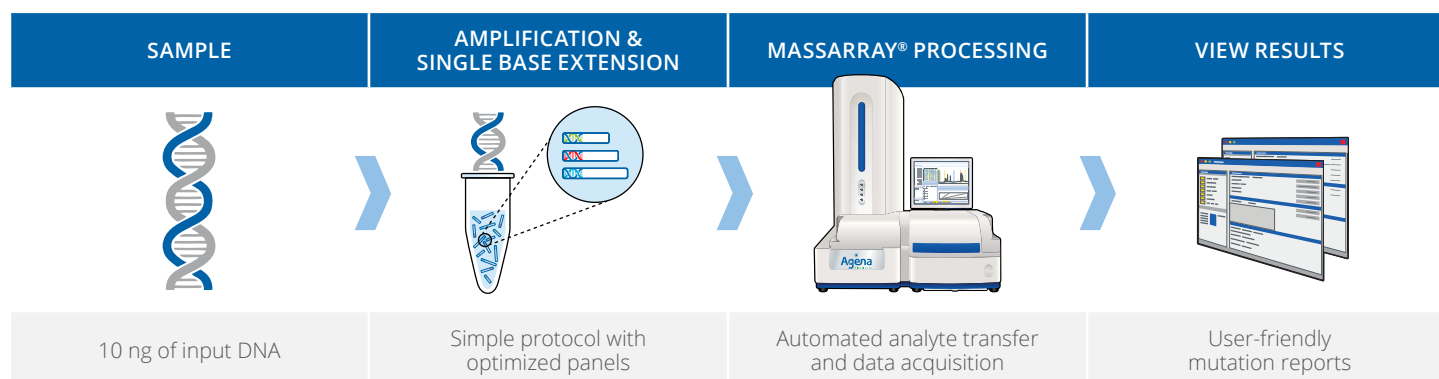 SAMPLE
AMPLIFICATION &
SINGLE BASE EXTENSION
MASSARRAY® PROCESSING
VIEW RESULTS
Agena
10 ng of input DNA
Simple protocol with
optimized panels
Automated analyte transfer
and data acquisition
User-friendly
mutation reports